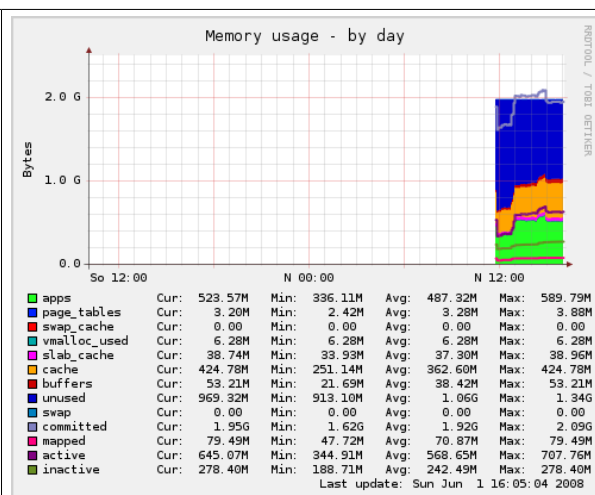 Memory usage - by day
RRDTOOL / TOBI OETIKER
Bytes
2.0 G
1.0 G
0.0
So 12:00 N 00:00 N 12:00
apps Cur: 523.57M Min: 336.11M Avg: 487.32M Max: 589.79M
page_tables Cur: 3.20M Min: 2.42M Avg: 3.28M Max: 3.88M
swap_cache Cur: 0.00 Min: 0.00 Avg: 0.00 Max: 0.00
vmalloc_used Cur: 6.28M Min: 6.28M Avg: 6.28M Max: 6.28M
slab_cache Cur: 38.74M Min: 33.93M Avg: 37.30M Max: 38.96M
cache Cur: 424.78M Min: 251.14M Avg: 362.60M Max: 424.78M
buffers Cur: 53.21M Min: 21.69M Avg: 38.42M Max: 53.21M
unused Cur: 969.32M Min: 913.10M Avg: 1.06G Max: 1.34G
swap Cur: 0.00 Min: 0.00 Avg: 0.00 Max: 0.00
committed Cur: 1.95G Min: 1.62G Avg: 1.92G Max: 2.09G
mapped Cur: 79.49M Min: 47.72M Avg: 70.87M Max: 79.49M
active Cur: 645.07M Min: 344.91M Avg: 568.65M Max: 707.76M
inactive Cur: 278.40M Min: 188.71M Avg: 242.49M Max: 278.40M
Last update: Sun Jun 1 16:05:04 2008